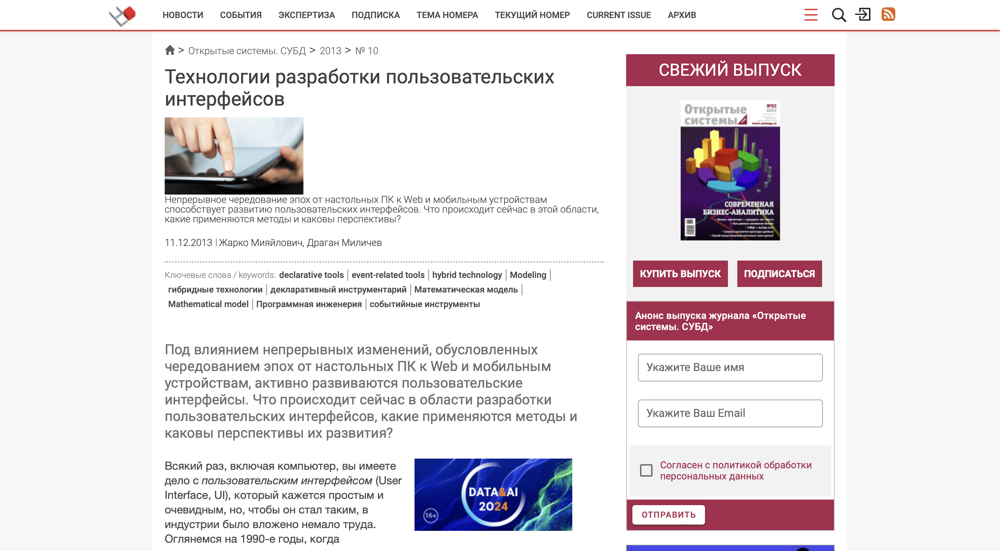 НОВОСТИ СОБЫТИЯ ЭКСПЕРТИЗА ПОДПИСКА ТЕМА НОМЕРА ТЕКУЩИЙ НОМЕР CURRENT ISSUE АРХИВ
> Открытые системы. СУБД > 2013 > № 10
Технологии разработки пользовательских
интерфейсов
Непрерывное чередование эпох от настольных ПК к Web и мобильным устройствам
способствует развитию пользовательских интерфейсов. Что происходит сейчас в этой области,
какие применяются методы и каковы перспективы?
11.12.2013 | Жарко Мияйлович, Драган Миличев
Ключевые слова / keywords: declarative tools | event-related tools | hybrid technology | Modeling |
гибридные технологии | декларативный инструментарий | Математическая модель |
Mathematical model | Программная инженерия | событийные инструменты
Под влиянием непрерывных изменений, обусловленных
чередованием эпох от настольных ПК к Web и мобильным
устройствам, активно развиваются пользовательские
интерфейсы. Что происходит сейчас в области разработки
пользовательских интерфейсов, какие применяются методы и
каковы перспективы их развития?
Всякий раз, включая компьютер, вы имеете
дело с пользовательским интерфейсом (User
Interface, UI), который кажется простым и
очевидным, но, чтобы он стал таким, в
индустрии было вложено немало труда.
Оглянемся на 1990-е годы, когда
DATA&AI
2024
16+
СВЕЖИЙ ВЫПУСК
Открытые
системы
№03
2023
www.osmag.ru
СОВРЕМЕННАЯ
БИЗНЕС-АНАЛИТИКА
КУПИТЬ ВЫПУСК
ПОДПИСАТЬСЯ
Анонс выпуска журнала «Открытые
системы. СУБД»
Укажите Ваше имя
Укажите Ваш Email
Согласен с политикой обработки
персональных данных
ОТПРАВИТЬ